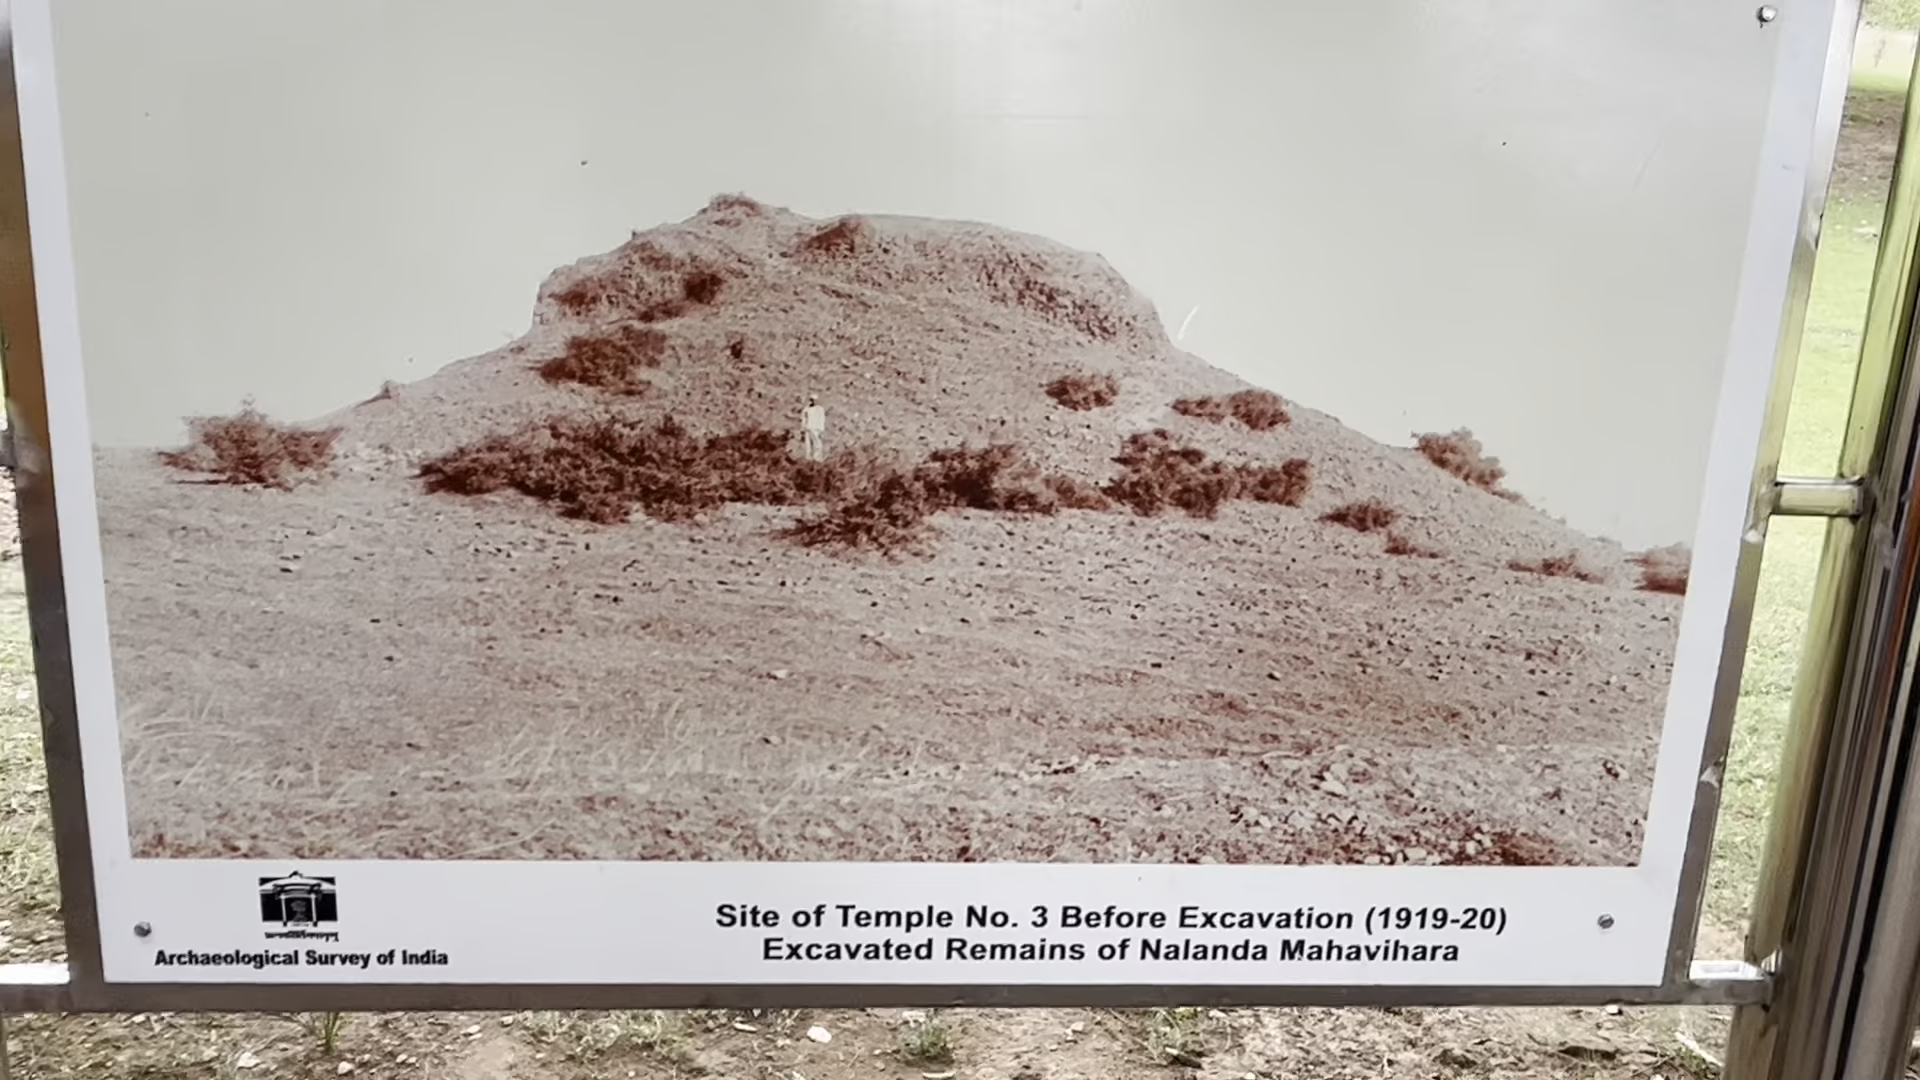 Site of Temple No. 3 Before Excavation (1919-20)
Excavated Remains of Nalanda Mahavihara
Archaeological Survey of India